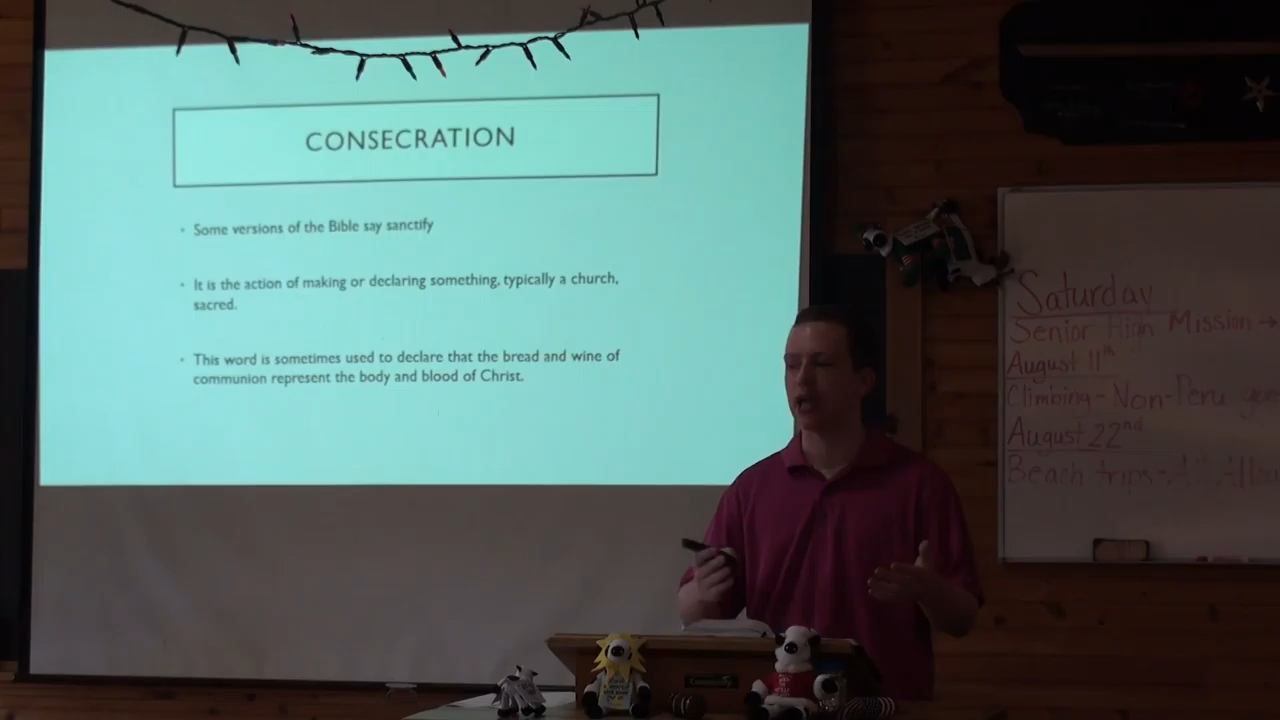 CONSECRATION
• Some versions of the Bible say sanctify
• It is the action of making or declaring something, typically a church,
sacred.
• This word is sometimes used to declare that the bread and wine of
communion represent the body and blood of Christ.
Saturday
Senior High Mission →
August 11th
Climbing - Non-Peru
August 22nd
Beach trips -